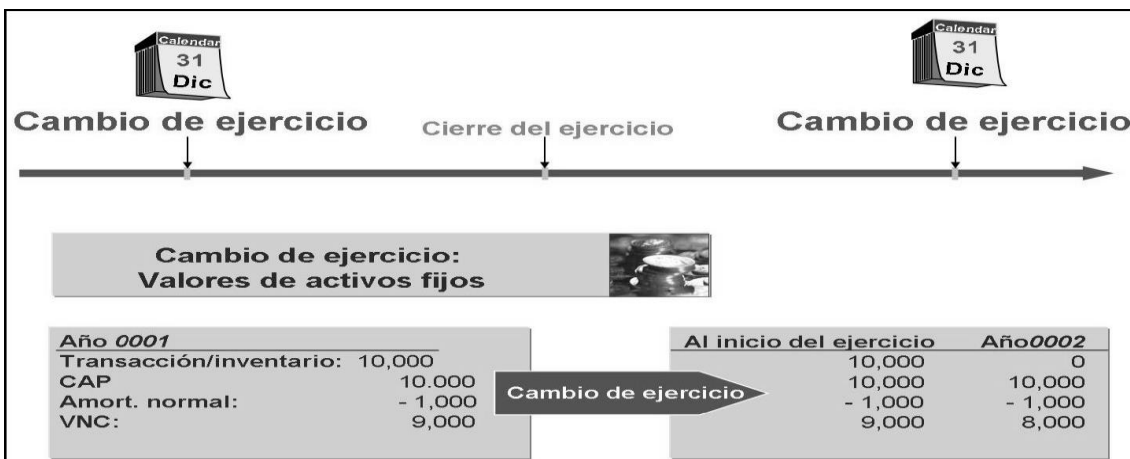 Calendar
31
Dic
Cambio de ejercicio
Cierre del ejercicio
Calendar
31
Dic
Cambio de ejercicio
Cambio de ejercicio:
Valores de activos fijos
Año 0001
Transacción/inventario: 10,000
CAP 10.000
Amort. normal: - 1,000
VNC: 9,000
Cambio de ejercicio
Al inicio del ejercicio Año0002
10,000 0
10,000 10,000
- 1,000 - 1,000
9,000 8,000